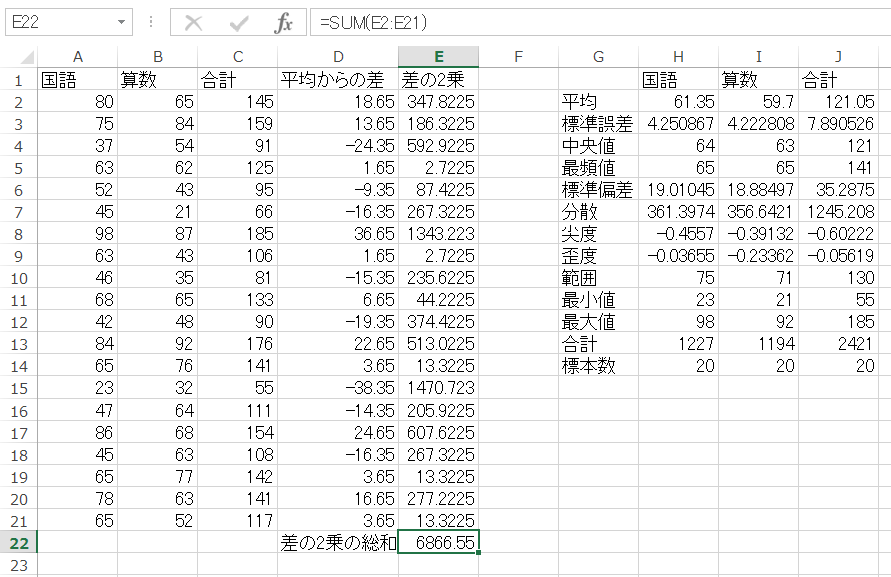 E22 =SUM(E2:E21)
A B C D E F G H I J
1 国語 算数 合計 平均からの差 差の2乗 国語 算数 合計
2 80 65 145 18.65 347.8225 平均 61.35 59.7 121.05
3 75 84 159 13.65 186.3225 標準誤差 4.250867 4.222808 7.890526
4 37 54 91 −24.35 592.9225 中央値 64 63 121
5 63 62 125 1.65 2.7225 最頻値 65 65 141
6 52 43 95 −9.35 87.4225 標準偏差 19.01045 18.88497 35.2875
7 45 21 66 −16.35 267.3225 分散 361.3974 356.6421 1245.208
8 98 87 185 36.65 1343.223 尖度 −0.4557 −0.39132 −0.60222
9 63 43 106 1.65 2.7225 歪度 −0.03655 −0.23362 −0.05619
10 46 35 81 −15.35 235.6225 範囲 75 71 130
11 68 65 133 6.65 44.2225 最小値 23 21 55
12 42 48 90 −19.35 374.4225 最大値 98 92 185
13 84 92 176 22.65 513.0225 合計 1227 1194 2421
14 65 76 141 3.65 13.3225 標本数 20 20 20
15 23 32 55 −38.35 1470.723
16 47 64 111 −14.35 205.9225
17 86 68 154 24.65 607.6225
18 45 63 108 −16.35 267.3225
19 65 77 142 3.65 13.3225
20 78 63 141 16.65 277.2225
21 65 52 117 3.65 13.3225
22 差の2乗の総和 6866.55
23